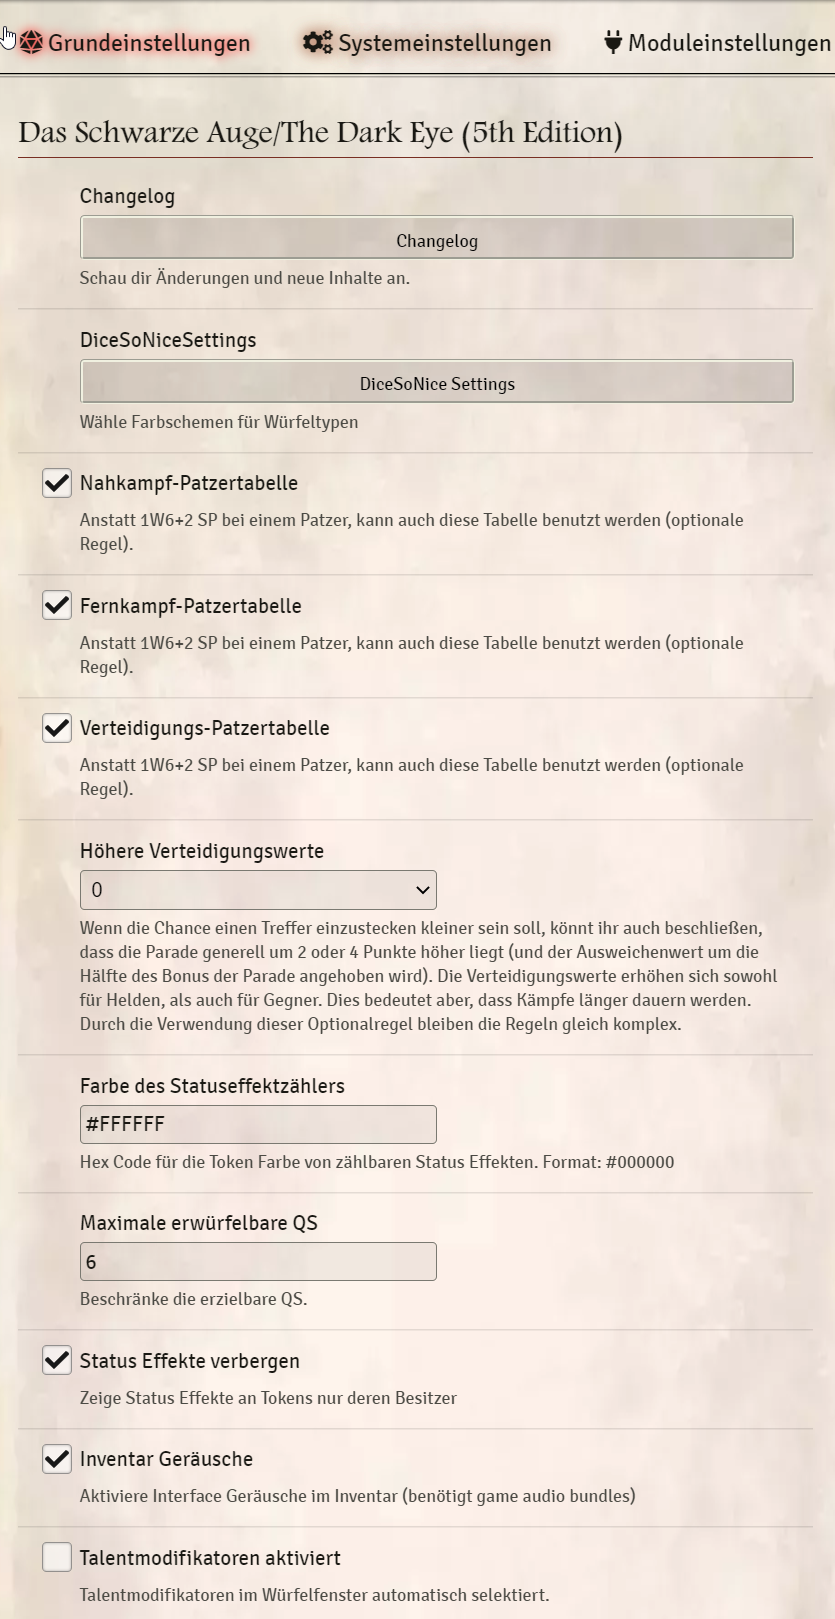 Grundeinstellungen Systemeinstellungen Moduleinstellungen
Das Schwarze Auge/The Dark Eye (5th Edition)
Changelog
Changelog
Schau dir Änderungen und neue Inhalte an.
DiceSoNiceSettings
DiceSoNice Settings
Wähle Farbschemen für Würfeltypen
Nahkampf-Patzertabelle
Anstatt 1W6+2 SP bei einem Patzer, kann auch diese Tabelle benutzt werden (optionale
Regel).
Fernkampf-Patzertabelle
Anstatt 1W6+2 SP bei einem Patzer, kann auch diese Tabelle benutzt werden (optionale
Regel).
Verteidigungs-Patzertabelle
Anstatt 1W6+2 SP bei einem Patzer, kann auch diese Tabelle benutzt werden (optionale
Regel).
Höhere Verteidigungswerte
0
Wenn die Chance einen Treffer einzustecken kleiner sein soll, könnt ihr auch beschließen,
dass die Parade generell um 2 oder 4 Punkte höher liegt (und der Ausweichenwert um die
Hälfte des Bonus der Parade angehoben wird). Die Verteidigungswerte erhöhen sich sowohl
für Helden, als auch für Gegner. Dies bedeutet aber, dass Kämpfe länger dauern werden.
Durch die Verwendung dieser Optionalregel bleiben die Regeln gleich komplex.
Farbe des Statuseffektzählers
#FFFFFF
Hex Code für die Token Farbe von zählbaren Status Effekten. Format: #000000
Maximale erwürfelbare QS
6
Beschränke die erzielbare QS.
Status Effekte verbergen
Zeige Status Effekte an Tokens nur deren Besitzer
Inventar Geräusche
Aktiviere Interface Geräusche im Inventar (benötigt game audio bundles)
Talentmodifikatoren aktiviert
Talentmodifikatoren im Würfelfenster automatisch selektiert.